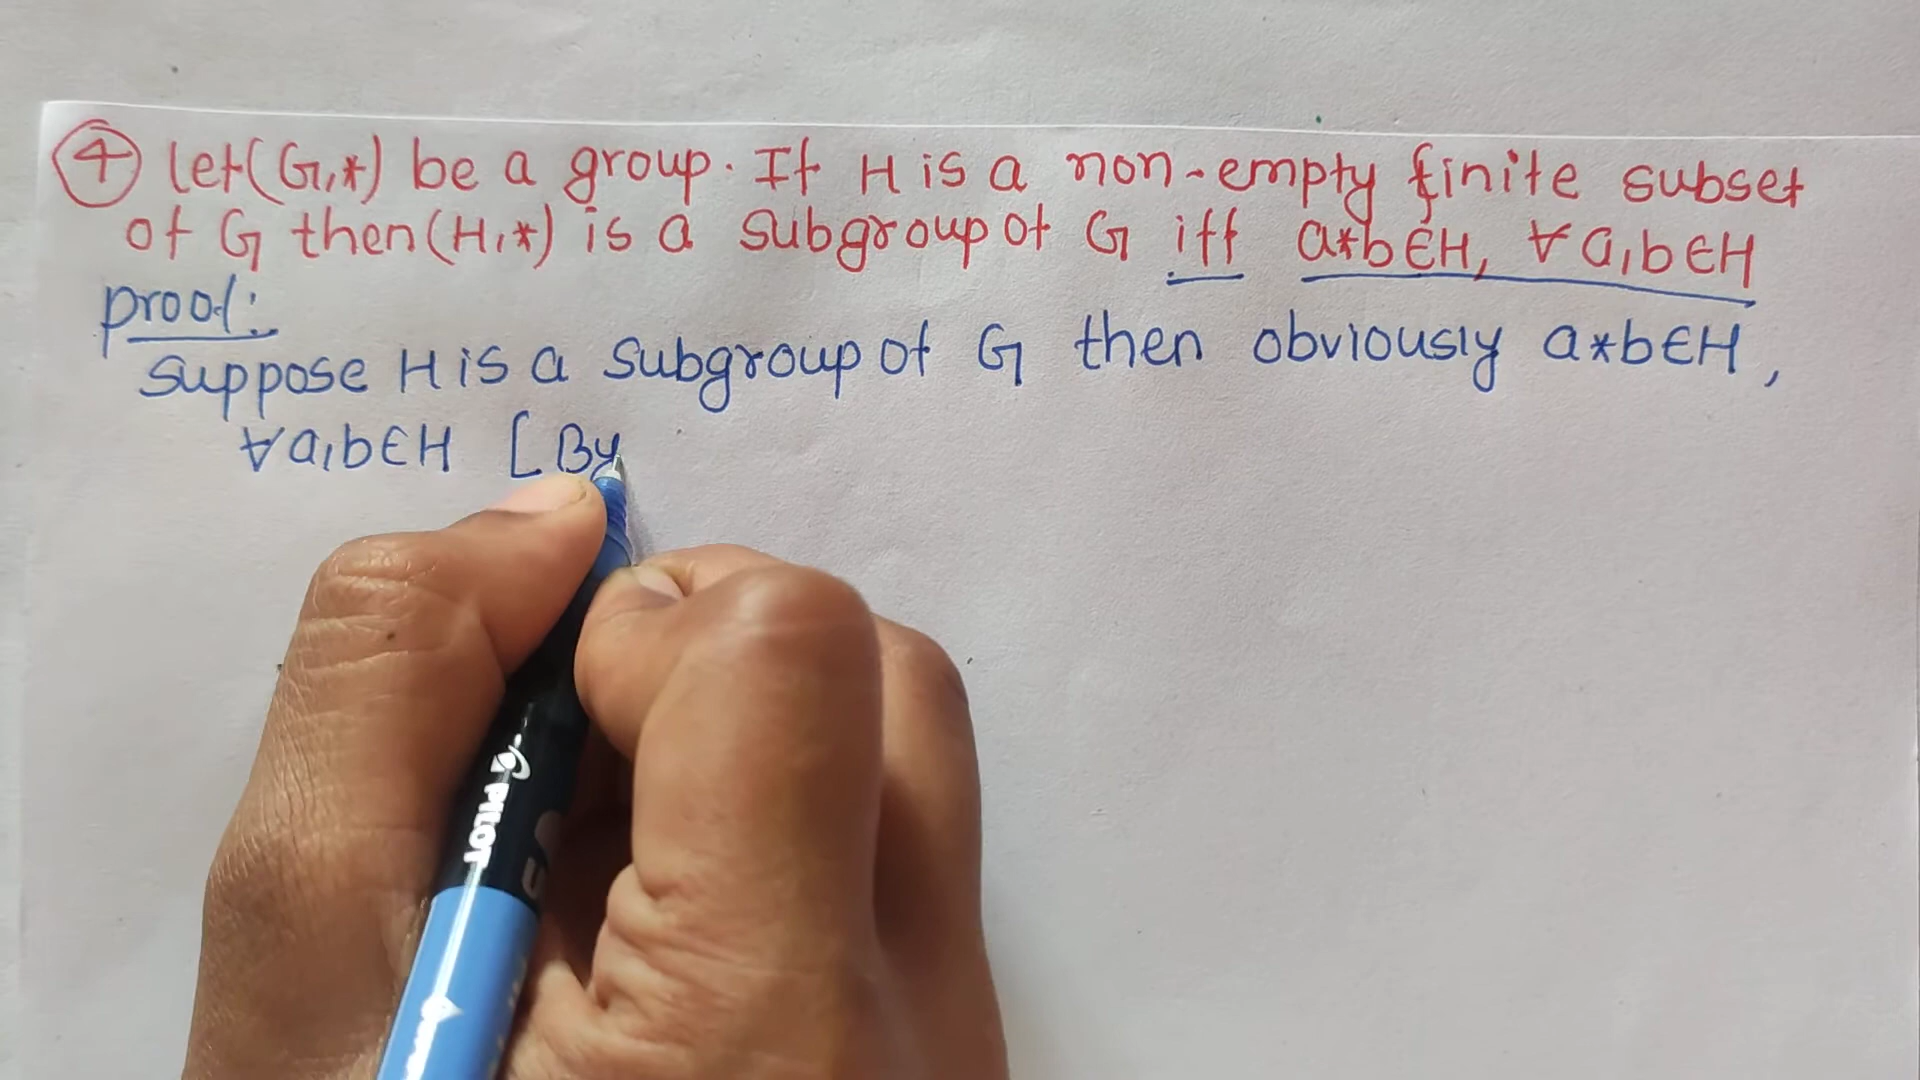 4 let (G,*) be a group. If H is a non-empty finite subset
of G then (H,*) is a subgroup of G iff a*b∈H, ∀ a,b∈H
proof:
suppose H is a subgroup of G then obviously a*b∈H,
∀ a,b∈H [By
PILOT